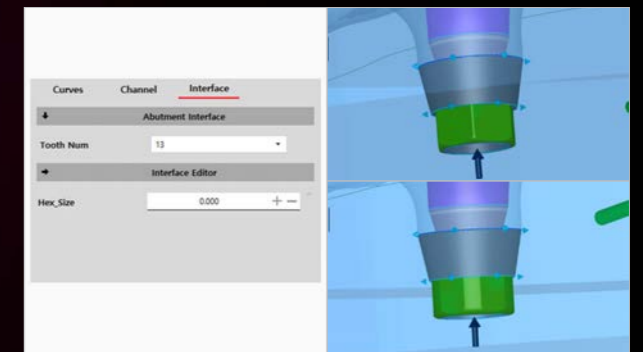 Curves Channel Interface
Abutment Interface
Tooth Num 13
Interface Editor
Hex_Size 0.000